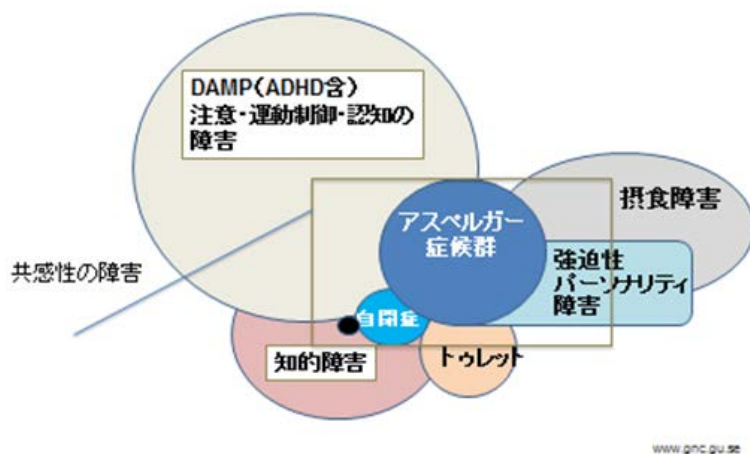 DAMP(ADHD含)
注意・運動制御・認知の
障害
アスペルガー
症候群
摂食障害
共感性の障害
強迫性
パーソナリティ
障害
自閉症
知的障害
トゥレット
www.gnc.gu.se